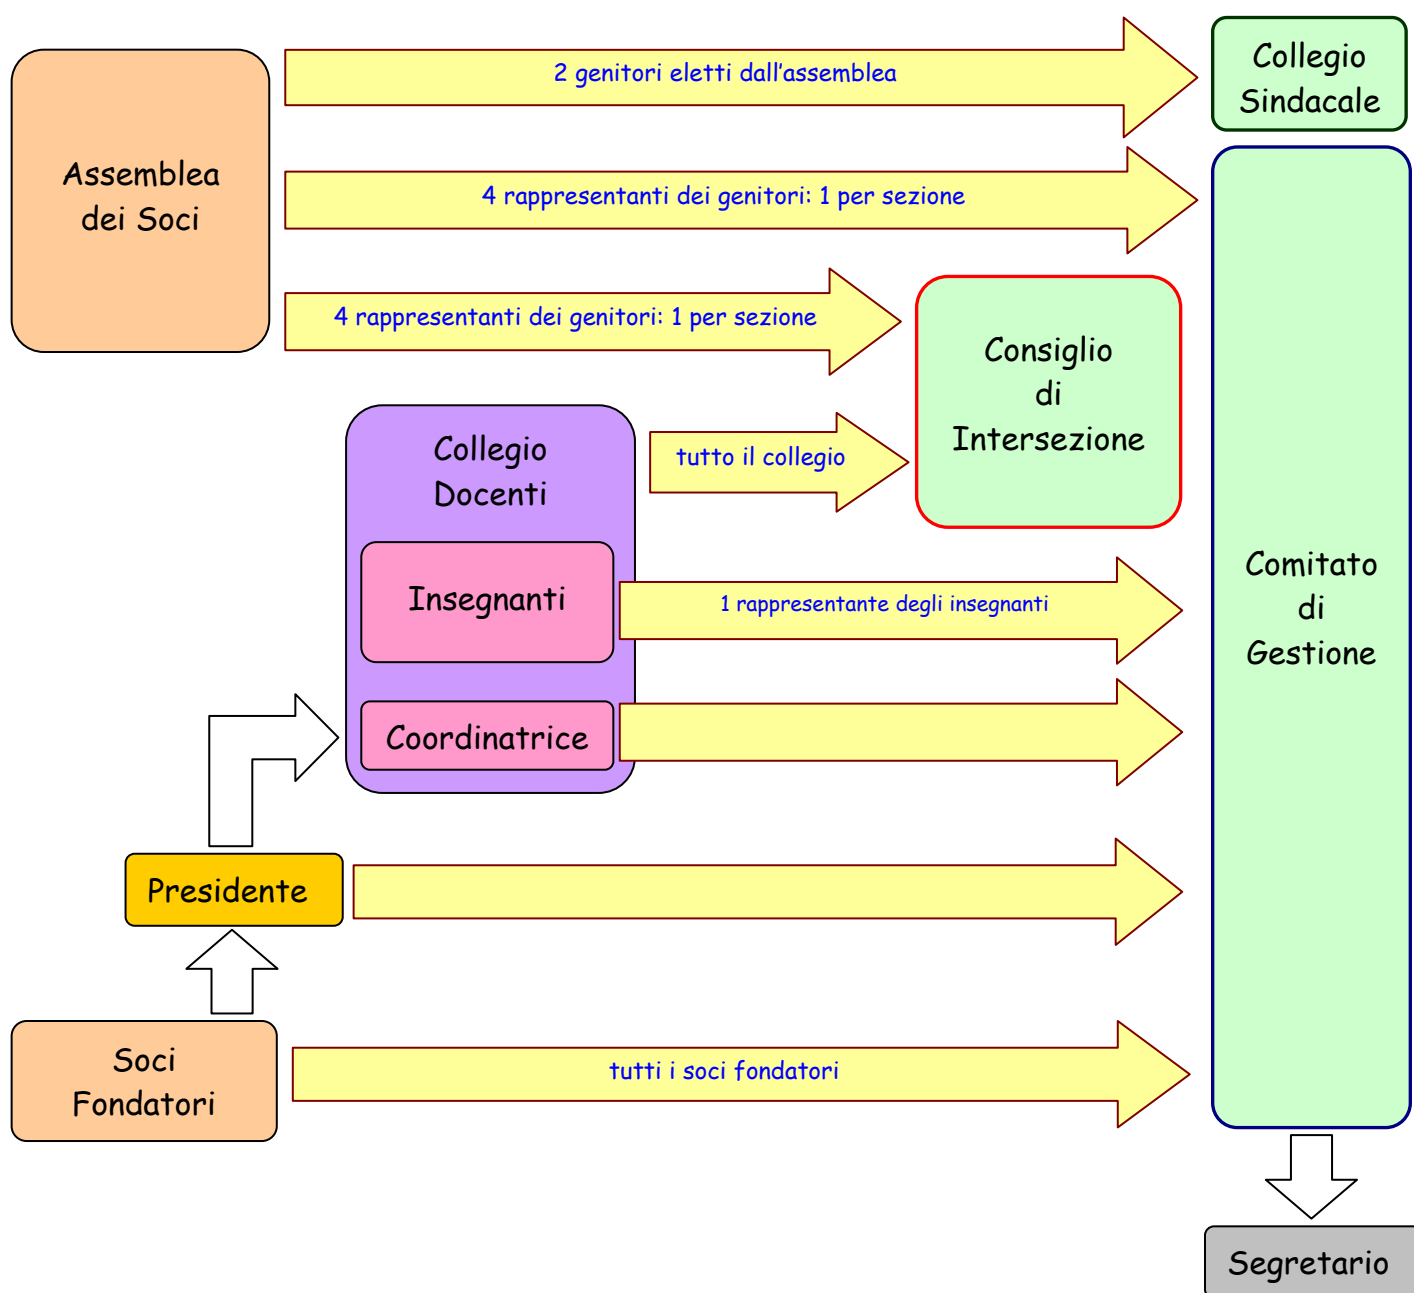 2 genitori eletti dall'assemblea
Collegio
Sindacale
Assemblea
dei Soci
4 rappresentanti dei genitori: 1 per sezione
4 rappresentanti dei genitori: 1 per sezione
Consiglio
di
Intersezione
Collegio
Docenti
tutto il collegio
Insegnanti
1 rappresentante degli insegnanti
Comitato
di
Gestione
Coordinatrice
Presidente
Soci
Fondatori
tutti i soci fondatori
Segretario